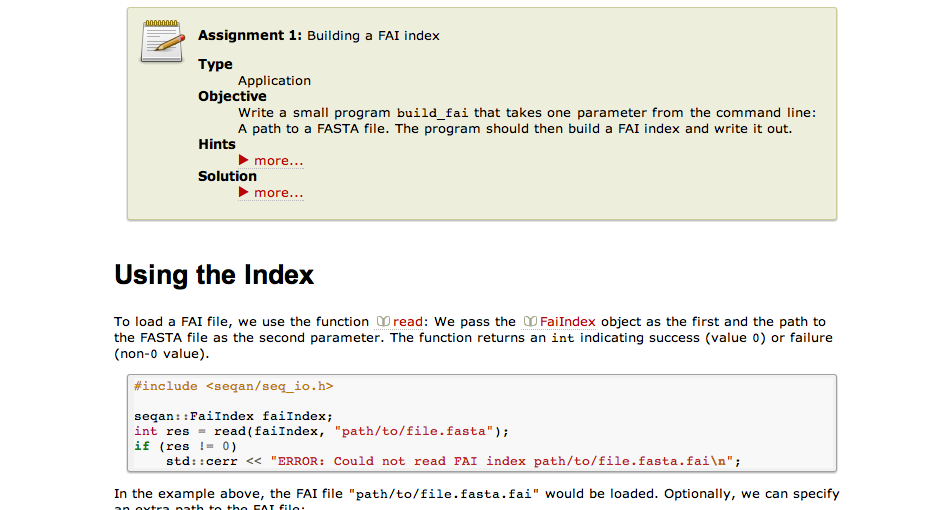 Assignment 1: Building a FAI index
Type
Application
Objective
Write a small program build_fai that takes one parameter from the command line:
A path to a FASTA file. The program should then build a FAI index and write it out.
Hints
▶ more...
Solution
▶ more...
Using the Index
To load a FAI file, we use the function read: We pass the FaiIndex object as the first and the path to
the FASTA file as the second parameter. The function returns an int indicating success (value 0) or failure
(non-0 value).
#include <seqan/seq_io.h>
seqan::FaiIndex faiIndex;
int res = read(faiIndex, "path/to/file.fasta");
if (res != 0)
    std::cerr << "ERROR: Could not read FAI index path/to/file.fasta.fai\n";
In the example above, the FAI file "path/to/file.fasta.fai" would be loaded. Optionally, we can specify
an extra path to the FAI file: